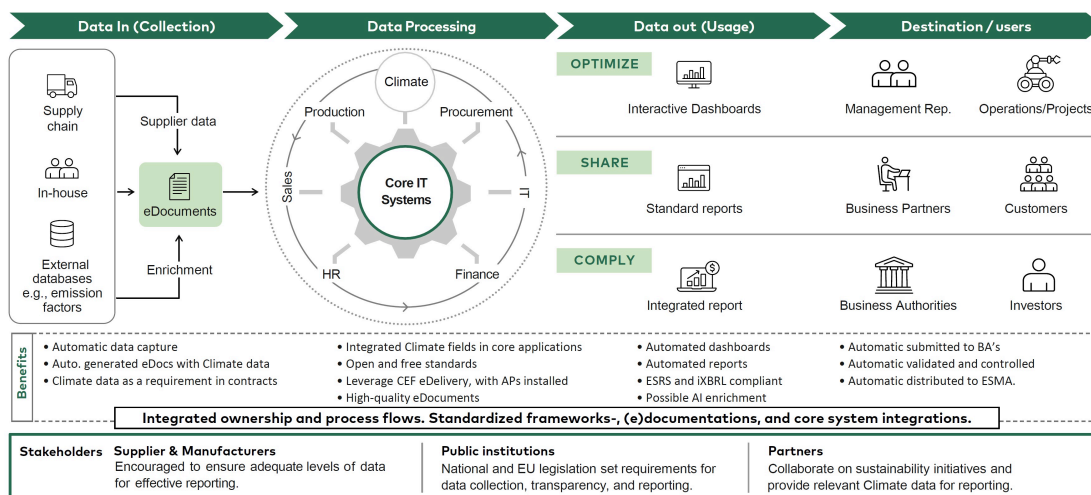 Data In (Collection)
Data Processing
Data out (Usage)
Destination / users
Supply
chain
In-house
External
databases
e.g., emission
factors
Supplier data
eDocuments
Enrichment
Climate
Production
Procurement
Sales
IT
Core IT
Systems
HR
Finance
OPTIMIZE
Interactive Dashboards
Management Rep.
Operations/Projects
SHARE
Standard reports
Business Partners
Customers
COMPLY
Integrated report
Business Authorities
Investors
Benefits
• Automatic data capture
• Auto. generated eDocs with Climate data
• Climate data as a requirement in contracts
• Integrated Climate fields in core applications
• Open and free standards
• Leverage CEF eDelivery, with APs installed
• High-quality eDocuments
• Automated dashboards
• Automated reports
• ESRS and iXBRL compliant
• Possible AI enrichment
• Automatic submitted to BA's
• Automatic validated and controlled
• Automatic distributed to ESMA.
Integrated ownership and process flows. Standardized frameworks-, (e)documentations, and core system integrations.
Stakeholders
Supplier & Manufacturers
Encouraged to ensure adequate levels of data
for effective reporting.
Public institutions
National and EU legislation set requirements for
data collection, transparency, and reporting.
Partners
Collaborate on sustainability initiatives and
provide relevant Climate data for reporting.